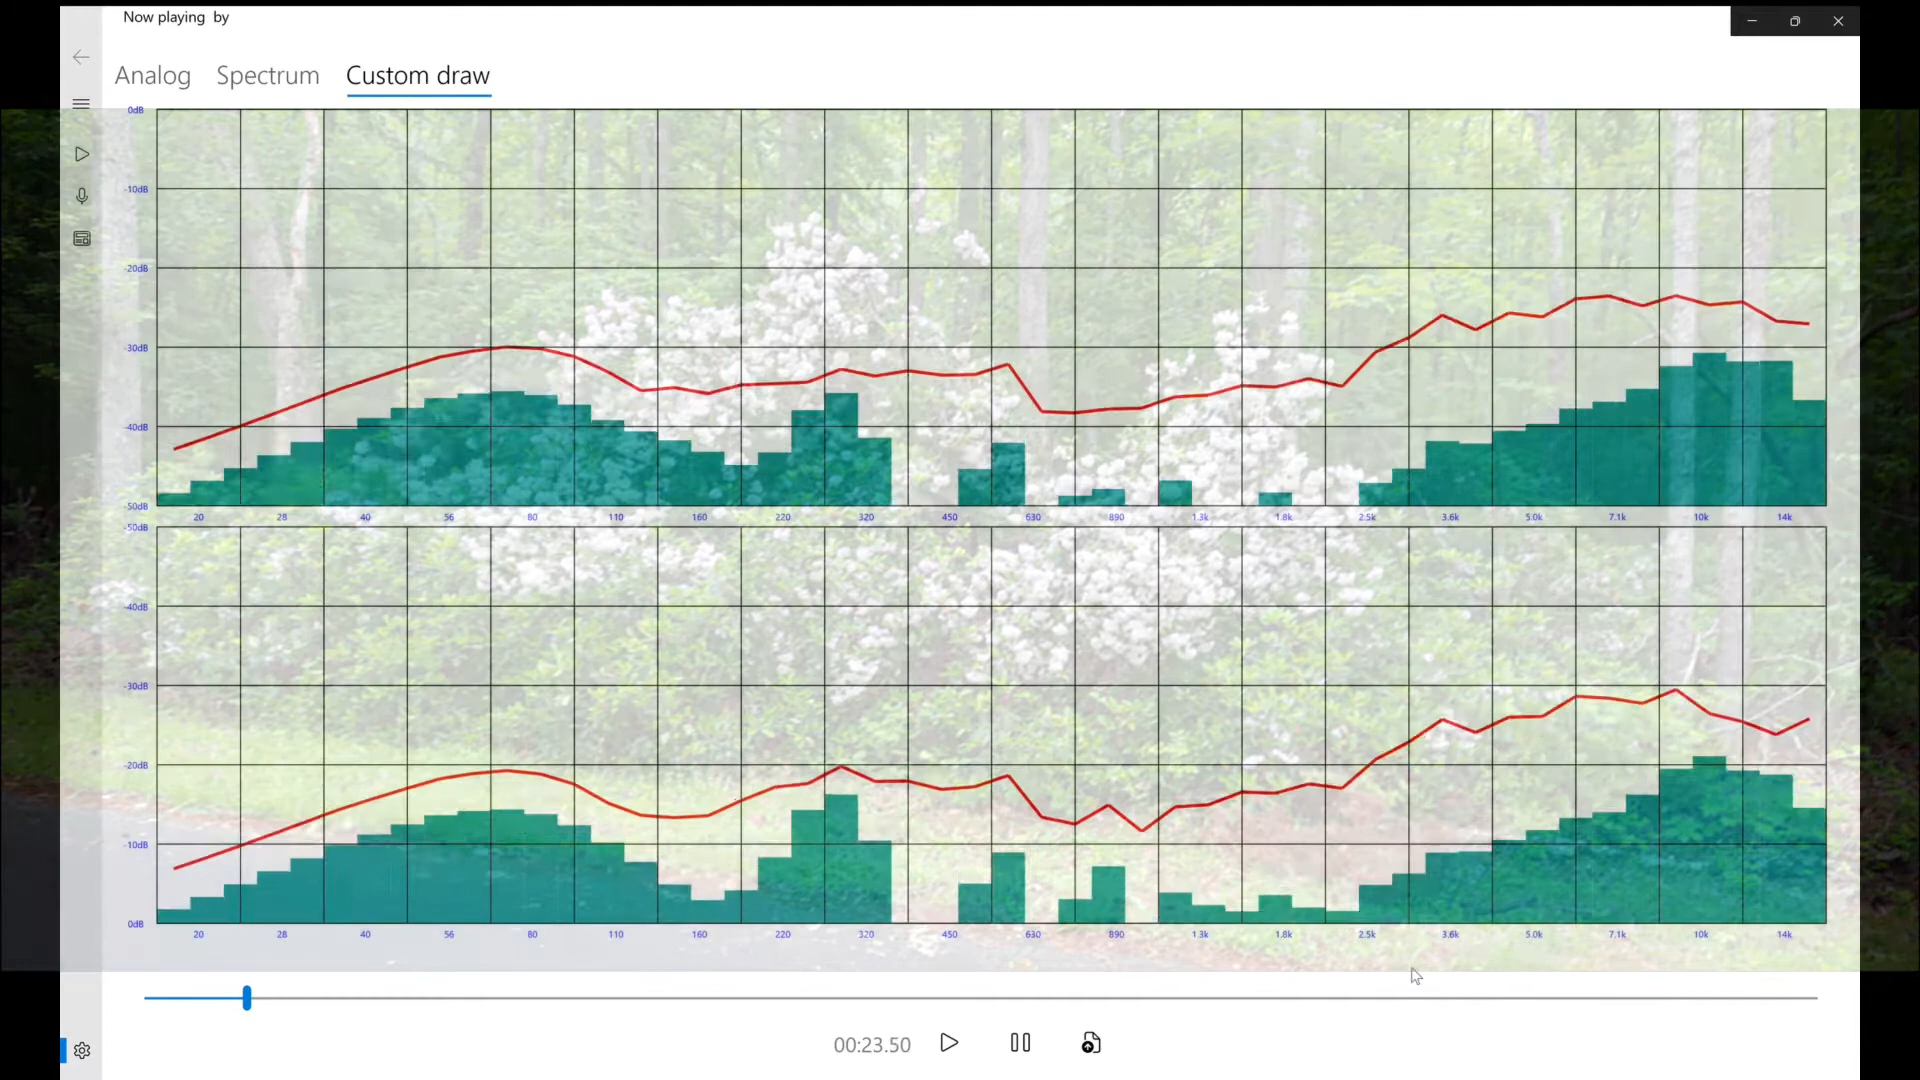 Now playing by
Analog Spectrum Custom draw
0dB
-10dB
-20dB
-30dB
-40dB
-50dB
20 28 40 56 80 110 160 220 320 450 630 890 1.3k 1.8k 2.5k 3.6k 5.0k 7.1k 10k 14k
-50dB
-40dB
-30dB
-20dB
-10dB
0dB
20 28 40 56 80 110 160 220 320 450 630 890 1.3k 1.8k 2.5k 3.6k 5.0k 7.1k 10k 14k
00:23.50